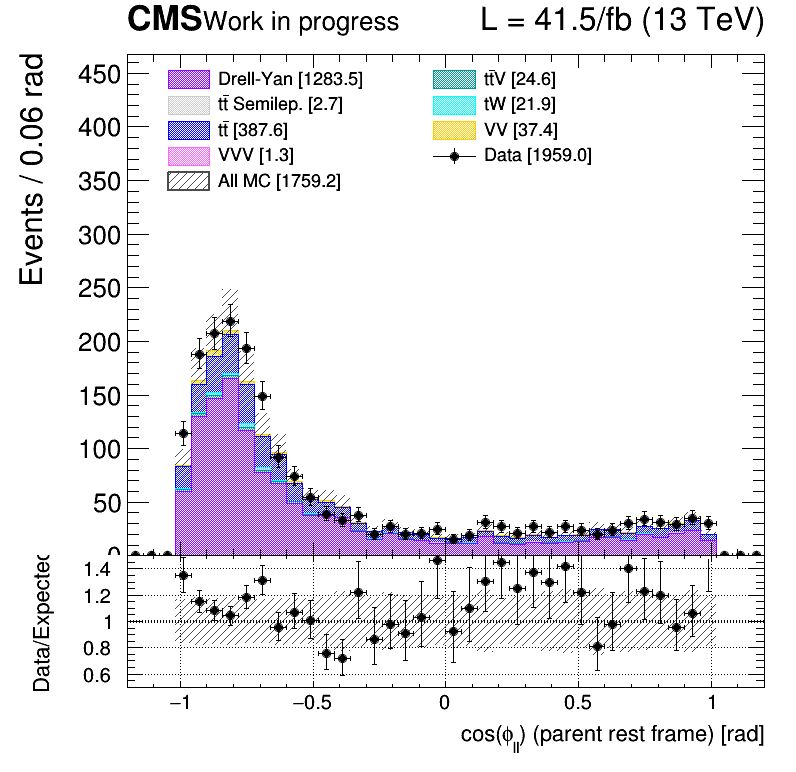 CMS Work in progress L = 41.5/fb (13 TeV)
Events / 0.06 rad
450
400
350
300
250
200
150
100
50
0
Drell-Yan [1283.5]
tt̄ Semilep. [2.7]
tt̄ [387.6]
VVV [1.3]
All MC [1759.2]
tt̄V [24.6]
tW [21.9]
VV [37.4]
Data [1959.0]
Data/Expected
1.4
1.2
1
0.8
0.6
−1 −0.5 0 0.5 1
cos(ϕ_ll) (parent rest frame) [rad]